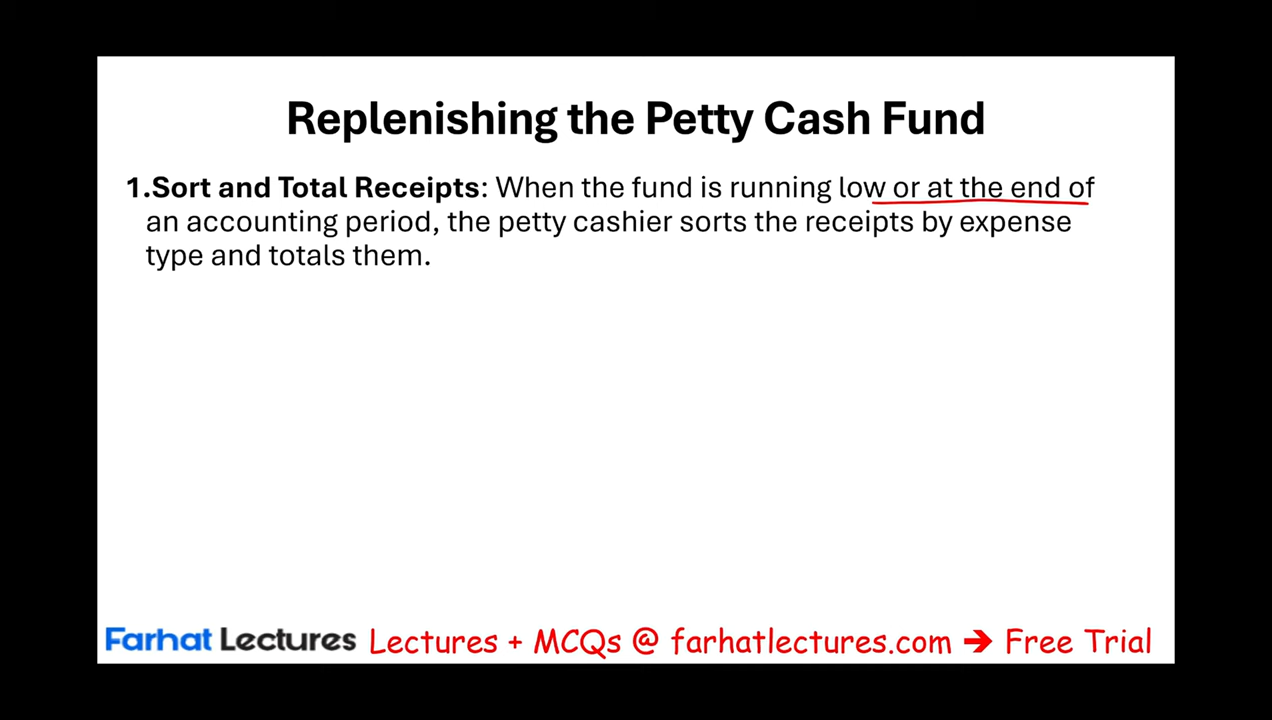 Replenishing the Petty Cash Fund
1.Sort and Total Receipts: When the fund is running low or at the end of
an accounting period, the petty cashier sorts the receipts by expense
type and totals them.
Farhat Lectures Lectures + MCQs @ farhatlectures.com → Free Trial